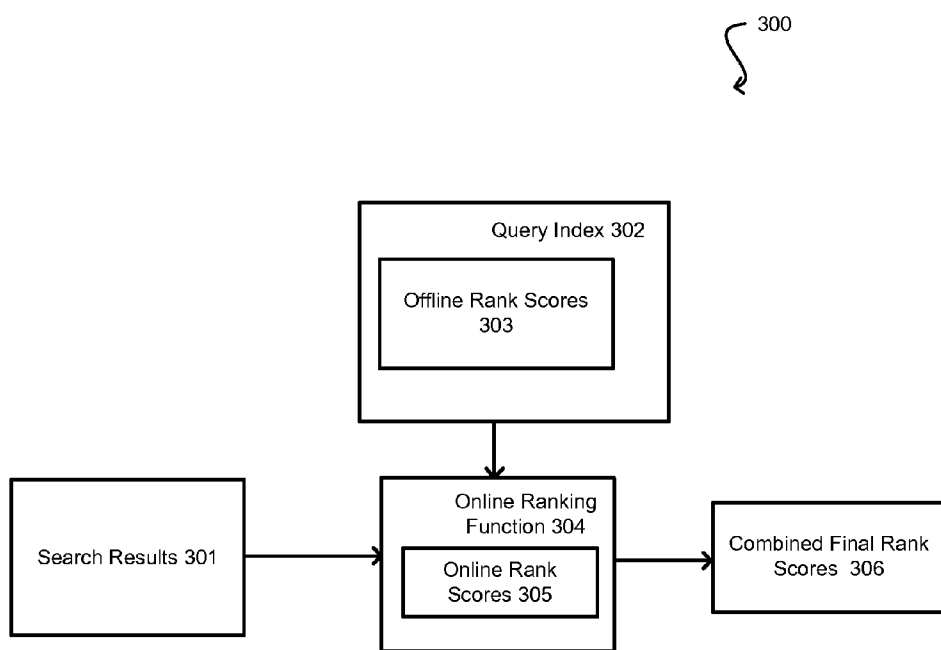 300
Query Index 302
Offline Rank Scores
303
Search Results 301
Online Ranking
Function 304
Online Rank
Scores 305
Combined Final Rank
Scores 306